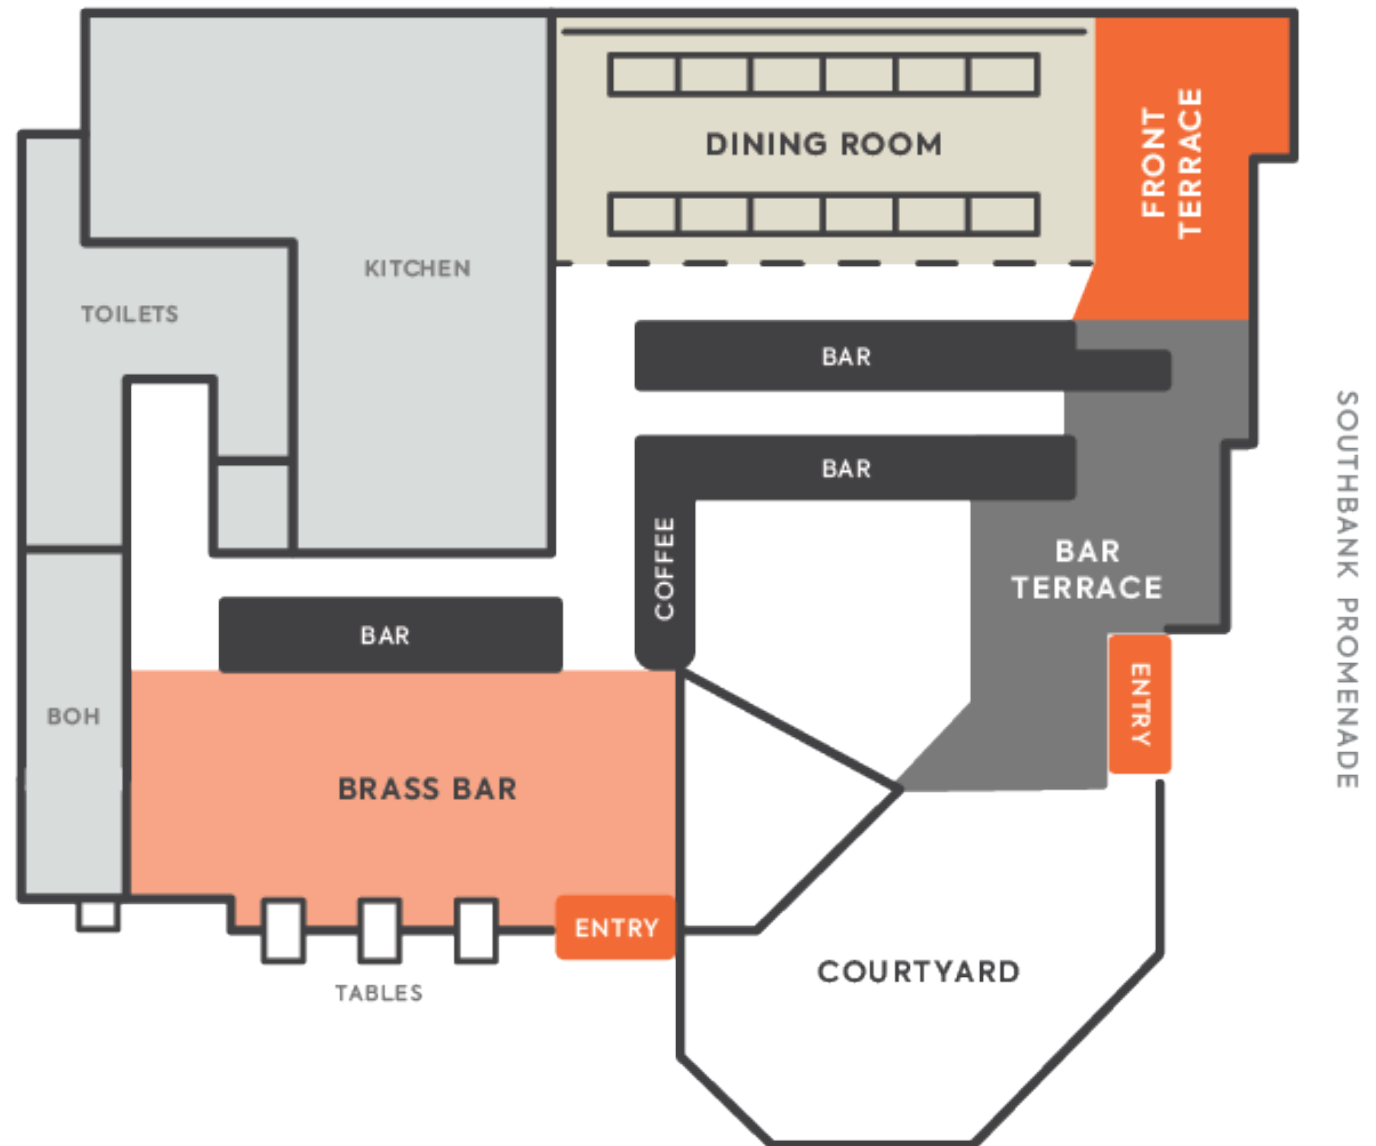 DINING ROOM
FRONT
TERRACE
KITCHEN
TOILETS
BAR
BAR
COFFEE
BAR
TERRACE
SOUTHBANK PROMENADE
BAR
ENTRY
BOH
BRASS BAR
ENTRY
COURTYARD
TABLES